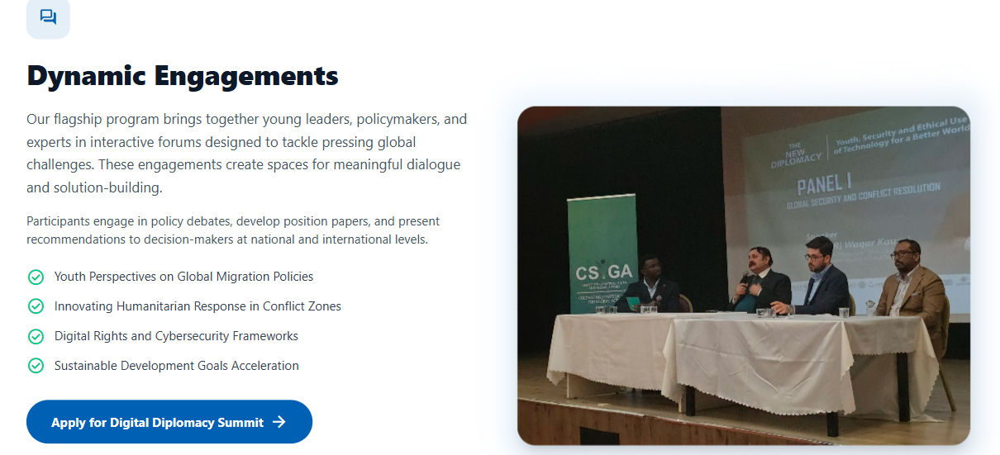 Dynamic Engagements
Our flagship program brings together young leaders, policymakers, and
experts in interactive forums designed to tackle pressing global
challenges. These engagements create spaces for meaningful dialogue
and solution-building.
Participants engage in policy debates, develop position papers, and present
recommendations to decision-makers at national and international levels.
Youth Perspectives on Global Migration Policies
Innovating Humanitarian Response in Conflict Zones
Digital Rights and Cybersecurity Frameworks
Sustainable Development Goals Acceleration
Apply for Digital Diplomacy Summit
THE
NEW
DIPLOMACY
Youth, Security and Ethical Use
of Technology for a Better World
PANEL I
GLOBAL SECURITY AND CONFLICT RESOLUTION
Speaker
Waqar
CS GA